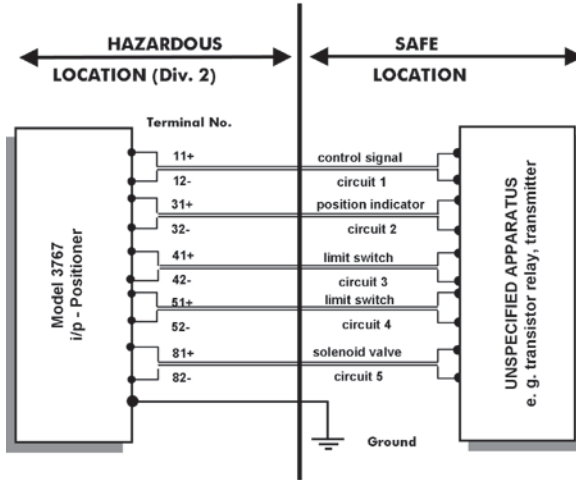 HAZARDOUS
LOCATION (Div. 2)
SAFE
LOCATION
Terminal No.
Model 3767
i/p - Positioner
11+
control signal
12-
circuit 1
31+
position indicator
32-
circuit 2
41+
limit switch
42-
circuit 3
51+
limit switch
52-
circuit 4
81+
solenoid valve
82-
circuit 5
Ground
UNSPECIFIED APPARATUS
e. g. transistor relay, transmitter